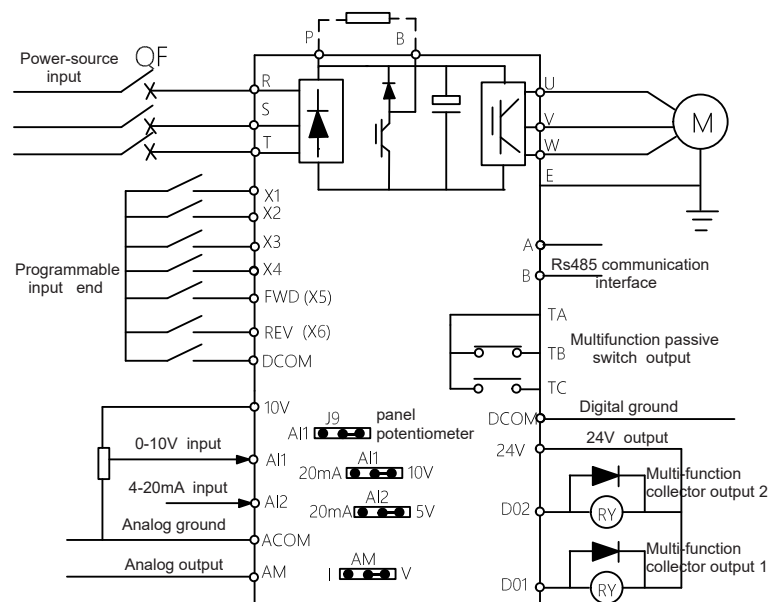 P B
Power-source
input
QF
R
S
T
U
V
W
E
M
X1
X2
X3
X4
FWD (X5)
REV (X6)
DCOM
Programmable
input end
A
B
Rs485 communication
interface
TA
TB
TC
Multifunction passive
switch output
DCOM
Digital ground
24V
24V output
10V
0-10V input
AI1
4-20mA input
AI2
Analog ground
ACOM
Analog output
AM
J9
AI1
panel
potentiometer
AI1
20mA 10V
AI2
20mA 5V
AM
I V
D02
RY
Multi-function
collector output 2
D01
RY
Multi-function
collector output 1